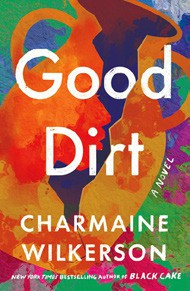 Good
Dirt
A NOVEL
CHARMAINE
WILKERSON
NEW YORK TIMES BESTSELLING AUTHOR OF BLACK CAKE